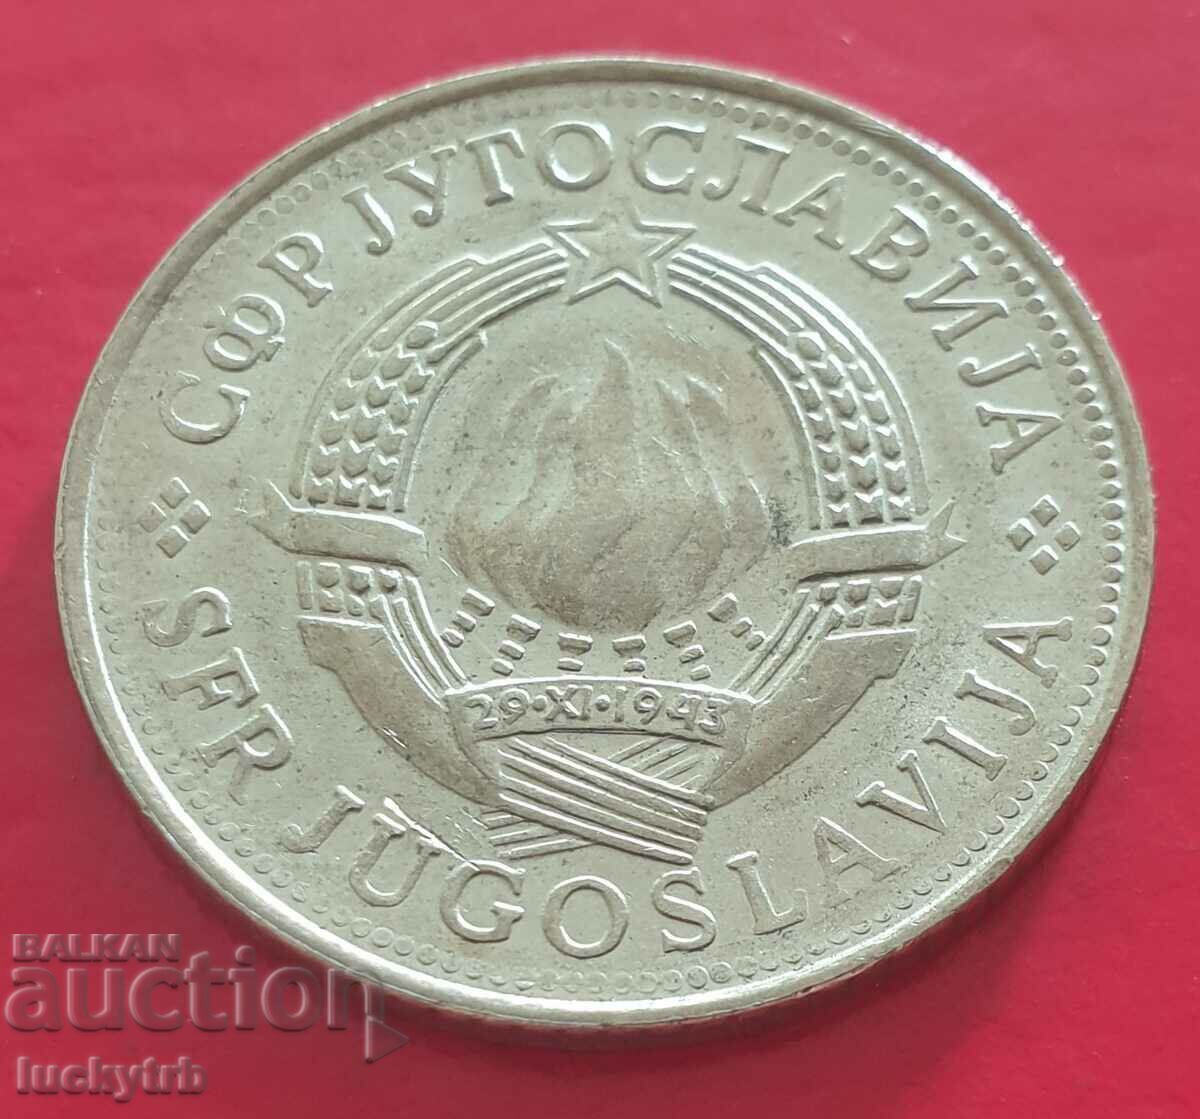 СФР ЈУГОСЛАВИЈА
29·XI·1943
SFR JUGOSLAVIJA
BALKAN
auction
luckytrb